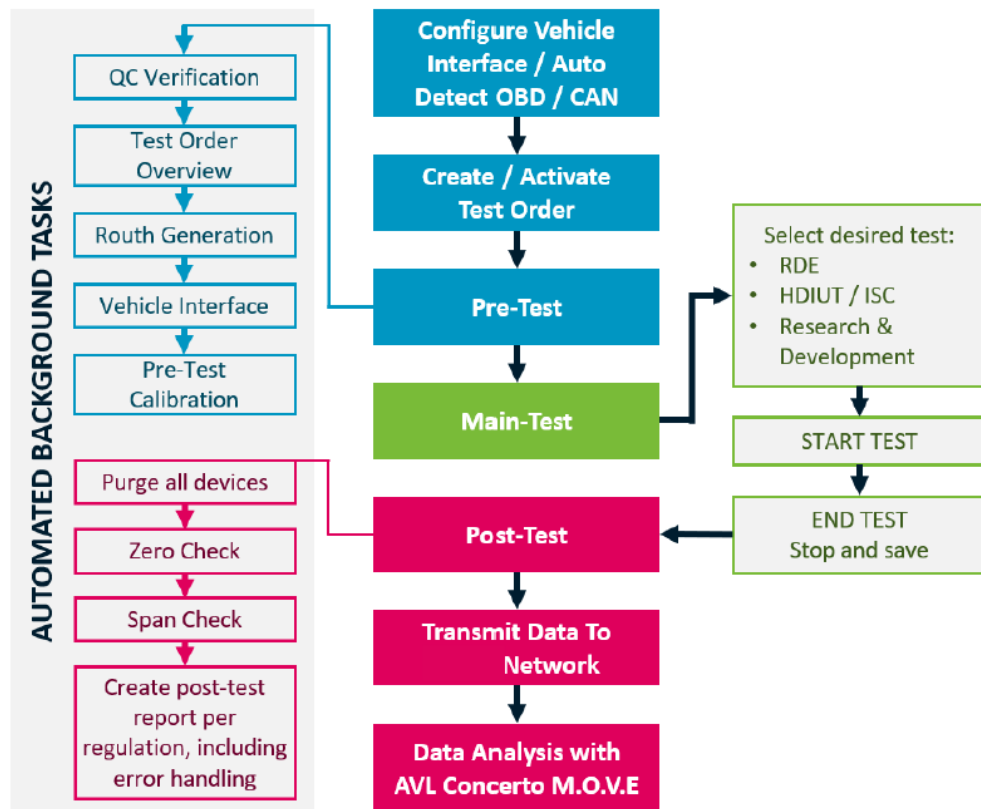 AUTOMATED BACKGROUND TASKS
QC Verification
Test Order
Overview
Routh Generation
Vehicle Interface
Pre-Test
Calibration
Purge all devices
Zero Check
Span Check
Create post-test
report per
regulation, including
error handling
Configure Vehicle
Interface / Auto
Detect OBD / CAN
Create / Activate
Test Order
Pre-Test
Main-Test
Select desired test:
• RDE
• HDIUT / ISC
• Research &
Development
START TEST
END TEST
Stop and save
Post-Test
Transmit Data To
Network
Data Analysis with
AVL Concerto M.O.V.E